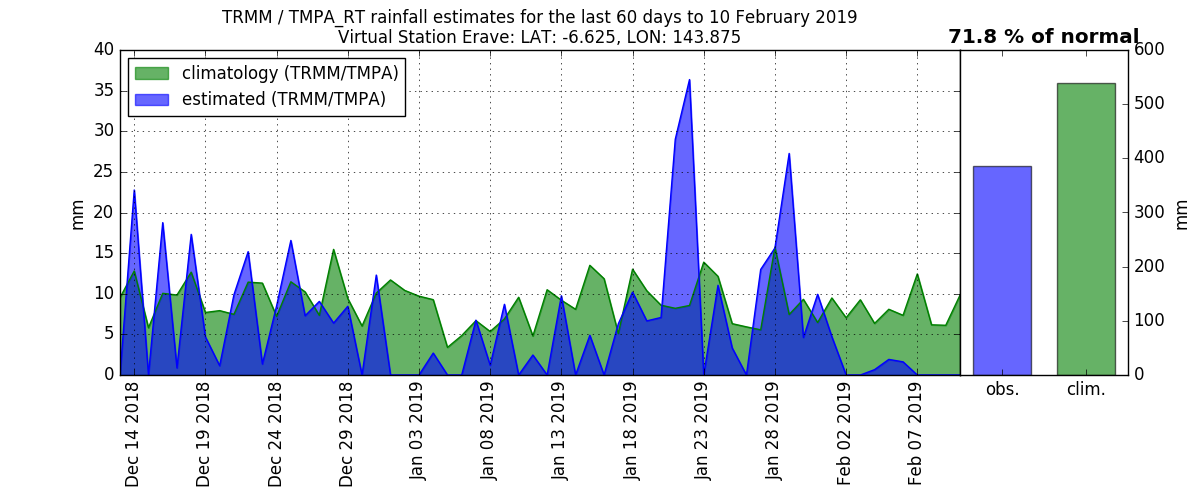 TRMM / TMPA_RT rainfall estimates for the last 60 days to 10 February 2019
Virtual Station Erave: LAT: -6.625, LON: 143.875
71.8 % of normal
climatology (TRMM/TMPA)
estimated (TRMM/TMPA)
mm
40
35
30
25
20
15
10
5
0
Dec 14 2018
Dec 19 2018
Dec 24 2018
Dec 29 2018
Jan 03 2019
Jan 08 2019
Jan 13 2019
Jan 18 2019
Jan 23 2019
Jan 28 2019
Feb 02 2019
Feb 07 2019
obs.
clim.
600
500
400
300
200
100
0
mm